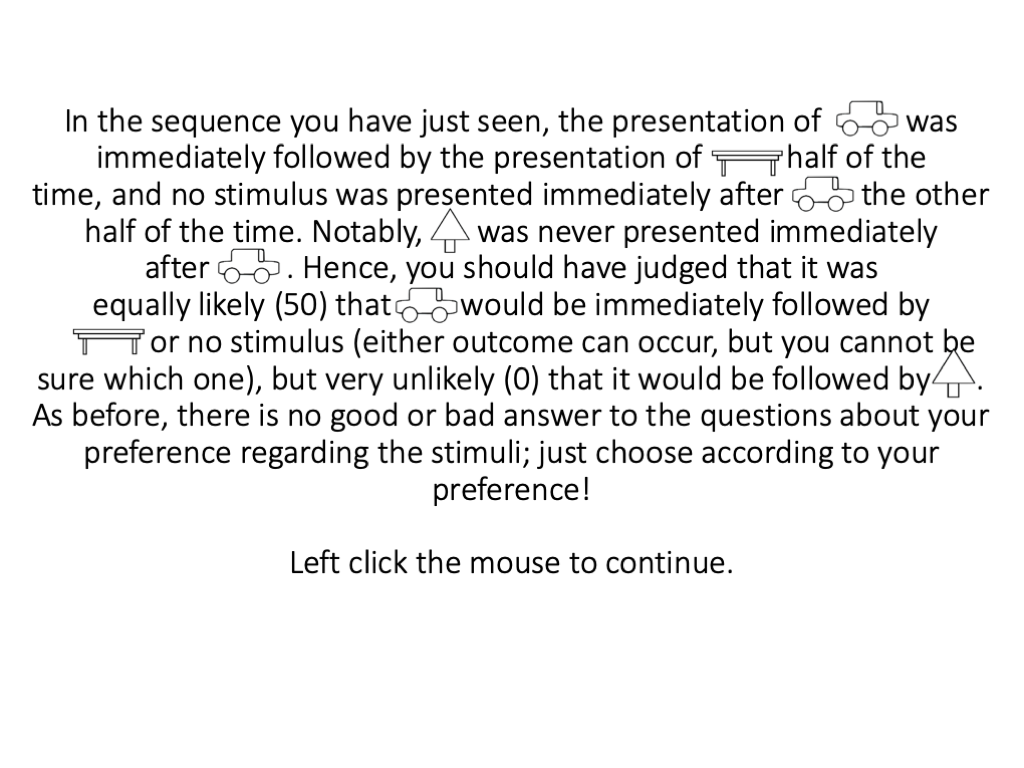 In the sequence you have just seen, the presentation of was
immediately followed by the presentation of half of the
time, and no stimulus was presented immediately after the other
half of the time. Notably, was never presented immediately
after . Hence, you should have judged that it was
equally likely (50) that would be immediately followed by
or no stimulus (either outcome can occur, but you cannot be
sure which one), but very unlikely (0) that it would be followed by .
As before, there is no good or bad answer to the questions about your
preference regarding the stimuli; just choose according to your
preference!
Left click the mouse to continue.